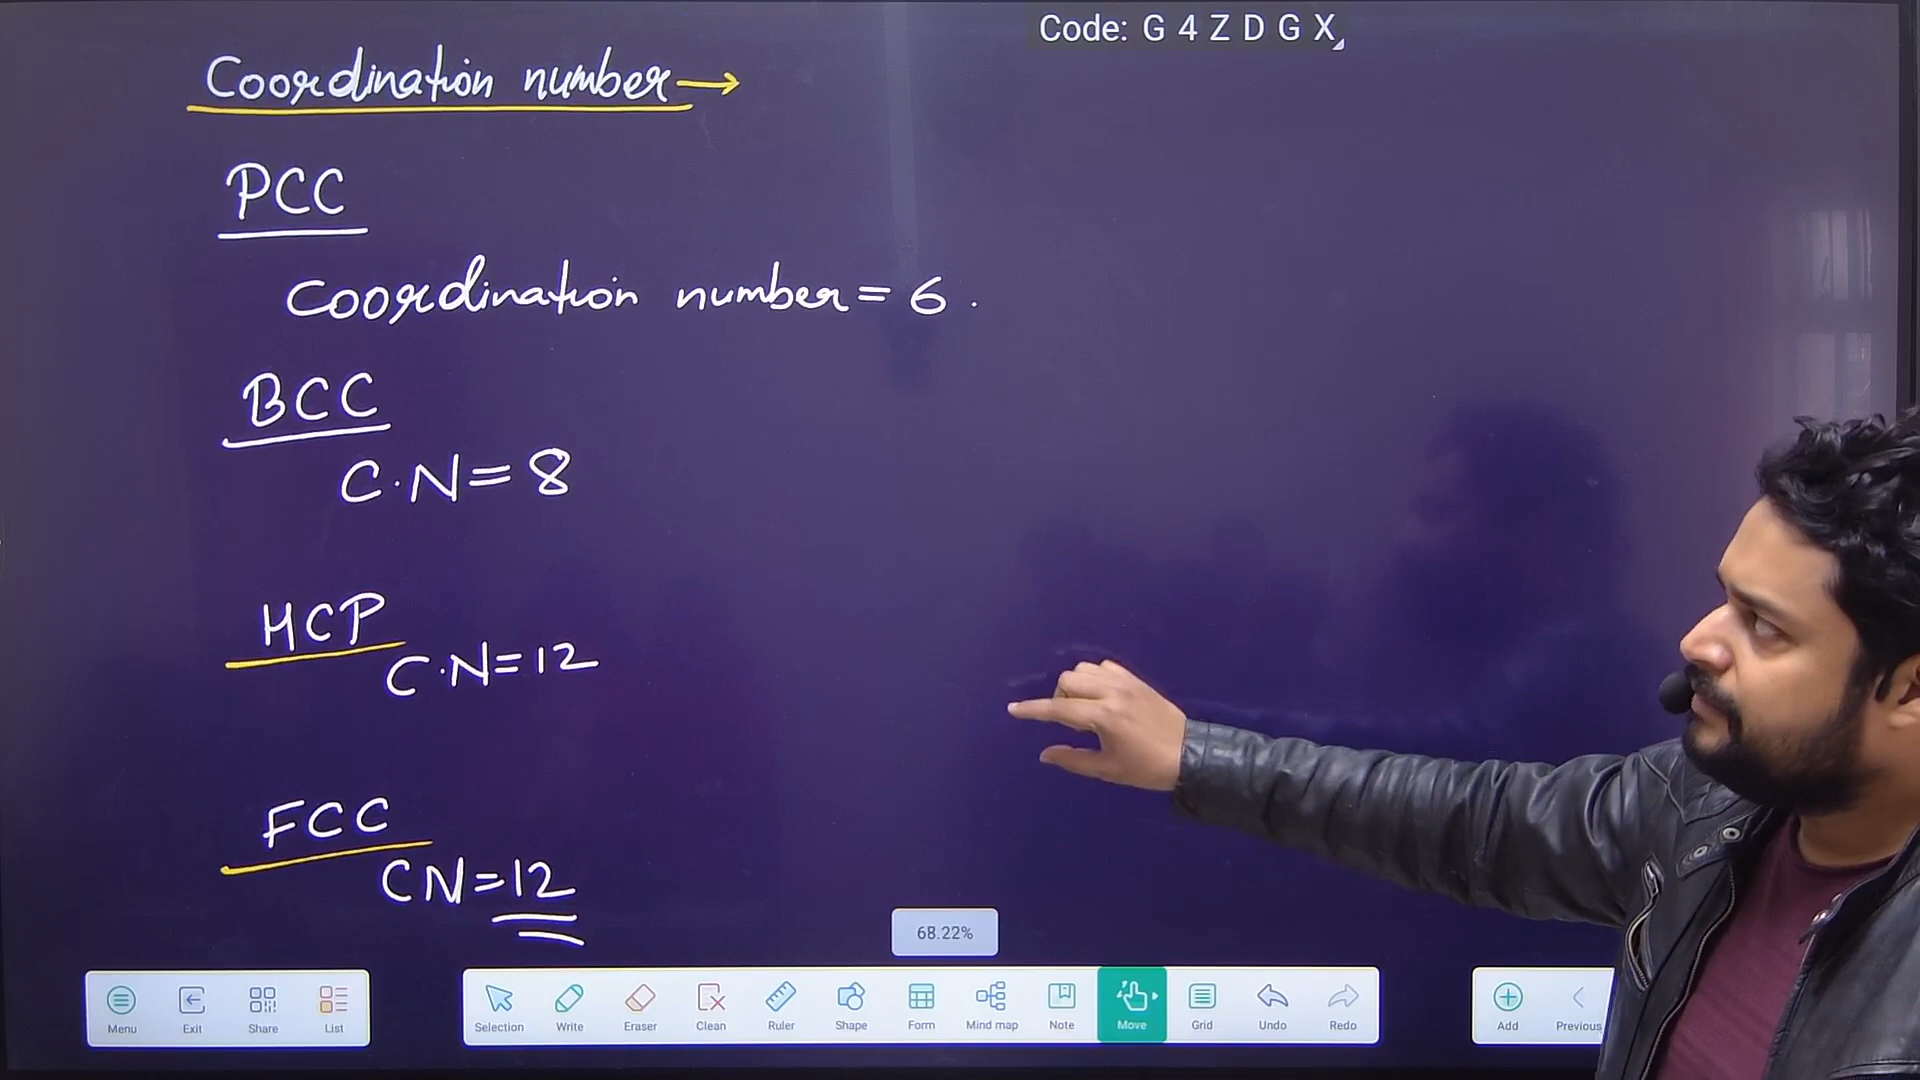 Code: G 4 Z D G X
Coordination number →
PCC
Coordination number = 6.
BCC
C.N = 8
HCP
C.N = 12
FCC
CN = 12
68.22%
Menu Exit Share List Selection Write Eraser Clean Ruler Shape Form Mind map Note Move Grid Undo Redo Add Previous